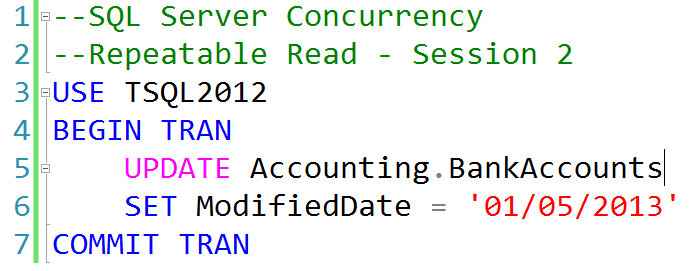 1 --SQL Server Concurrency
2 --Repeatable Read - Session 2
3 USE TSQL2012
4 BEGIN TRAN
5 UPDATE Accounting.BankAccounts
6 SET ModifiedDate = '01/05/2013'
7 COMMIT TRAN